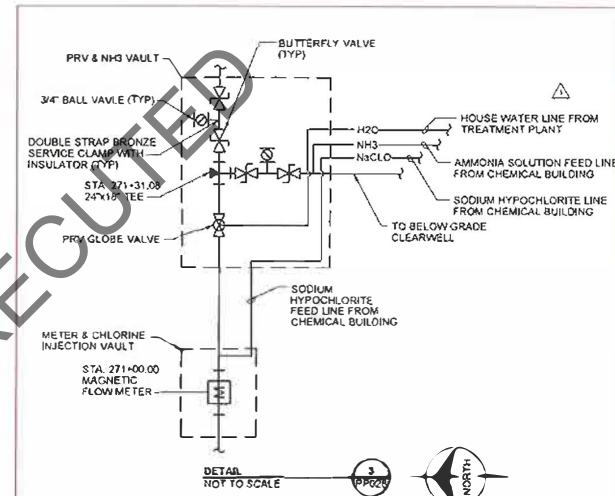 BUTTERFLY VALVE
(TYP)
PRV & NH3 VAULT
3/4" BALL VAVLE (TYP)
DOUBLE STRAP BRONZE
SERVICE CLAMP WITH
INSULATOR (TYP)
STA. 271+31.08
24"x18" TEE
PRV GLOBE VALVE
H2O
NH3
NaCLO
HOUSE WATER LINE FROM
TREATMENT PLANT
AMMONIA SOLUTION FEED LINE
FROM CHEMICAL BUILDING
SODIUM HYPOCHLORITE LINE
FROM CHEMICAL BUILDING
TO BELOW GRADE
CLEARWELL
SODIUM
HYPOCHLORITE
FEED LINE FROM
CHEMICAL BUILDING
METER & CHLORINE
INJECTION VAULT
STA. 271+00.00
MAGNETIC
FLOW METER
M
DETAIL
NOT TO SCALE
3
NORTH
ECUTED